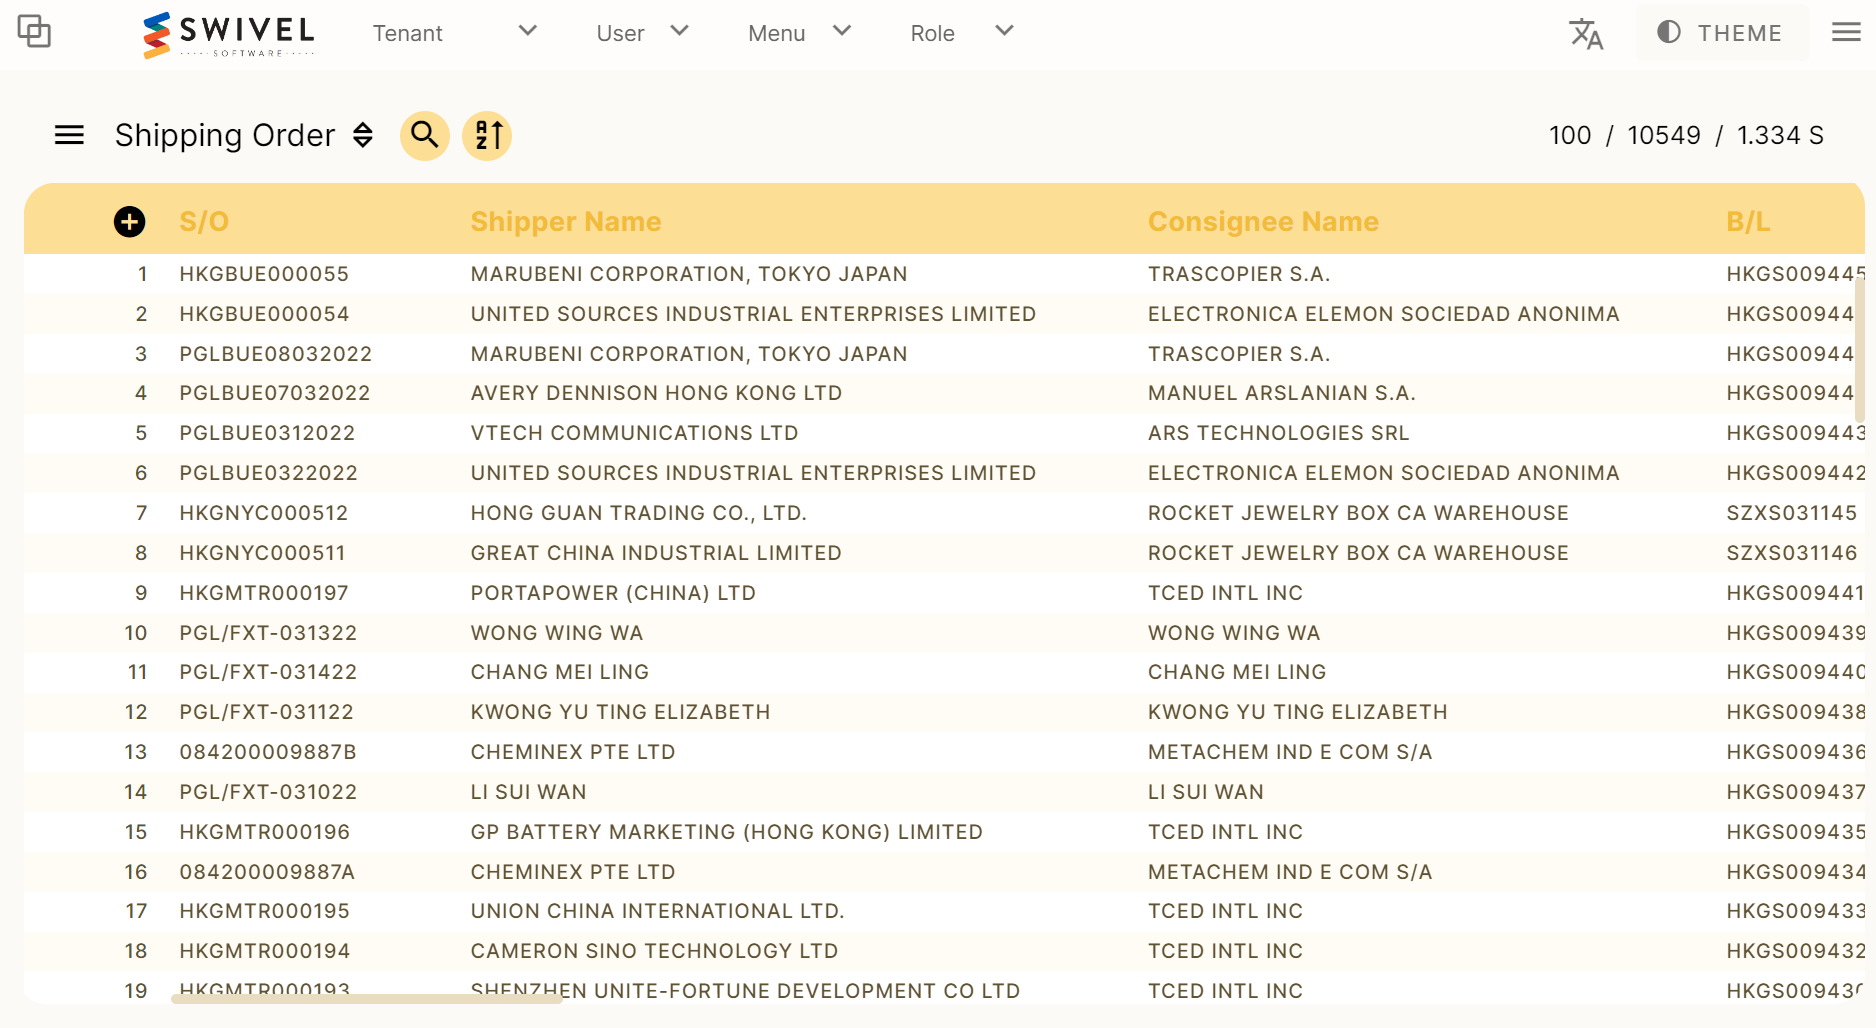 SWIVEL
SOFTWARE
Tenant User Menu Role THEME
Shipping Order 100 / 10549 / 1.334 S
S/O Shipper Name Consignee Name B/L
1 HKGBUE000055 MARUBENI CORPORATION, TOKYO JAPAN TRASCOPIER S.A. HKGS009445
2 HKGBUE000054 UNITED SOURCES INDUSTRIAL ENTERPRISES LIMITED ELECTRONICA ELEMON SOCIEDAD ANONIMA HKGS00944
3 PGLBUE08032022 MARUBENI CORPORATION, TOKYO JAPAN TRASCOPIER S.A. HKGS00944
4 PGLBUE07032022 AVERY DENNISON HONG KONG LTD MANUEL ARSLANIAN S.A. HKGS00944
5 PGLBUE0312022 VTECH COMMUNICATIONS LTD ARS TECHNOLOGIES SRL HKGS009443
6 PGLBUE0322022 UNITED SOURCES INDUSTRIAL ENTERPRISES LIMITED ELECTRONICA ELEMON SOCIEDAD ANONIMA HKGS009442
7 HKGNYC000512 HONG GUAN TRADING CO., LTD. ROCKET JEWELRY BOX CA WAREHOUSE SZXS031145
8 HKGNYC000511 GREAT CHINA INDUSTRIAL LIMITED ROCKET JEWELRY BOX CA WAREHOUSE SZXS031146
9 HKGMTR000197 PORTAPOWER (CHINA) LTD TCED INTL INC HKGS009441
10 PGL/FXT-031322 WONG WING WA WONG WING WA HKGS009439
11 PGL/FXT-031422 CHANG MEI LING CHANG MEI LING HKGS009440
12 PGL/FXT-031122 KWONG YU TING ELIZABETH KWONG YU TING ELIZABETH HKGS009438
13 084200009887B CHEMINEX PTE LTD METACHEM IND E COM S/A HKGS009436
14 PGL/FXT-031022 LI SUI WAN LI SUI WAN HKGS009437
15 HKGMTR000196 GP BATTERY MARKETING (HONG KONG) LIMITED TCED INTL INC HKGS009435
16 084200009887A CHEMINEX PTE LTD METACHEM IND E COM S/A HKGS009434
17 HKGMTR000195 UNION CHINA INTERNATIONAL LTD. TCED INTL INC HKGS009433
18 HKGMTR000194 CAMERON SINO TECHNOLOGY LTD TCED INTL INC HKGS009432
19 HKGMTR000193 SHENZHEN UNITE-FORTUNE DEVELOPMENT CO LTD TCED INTL INC HKGS00943